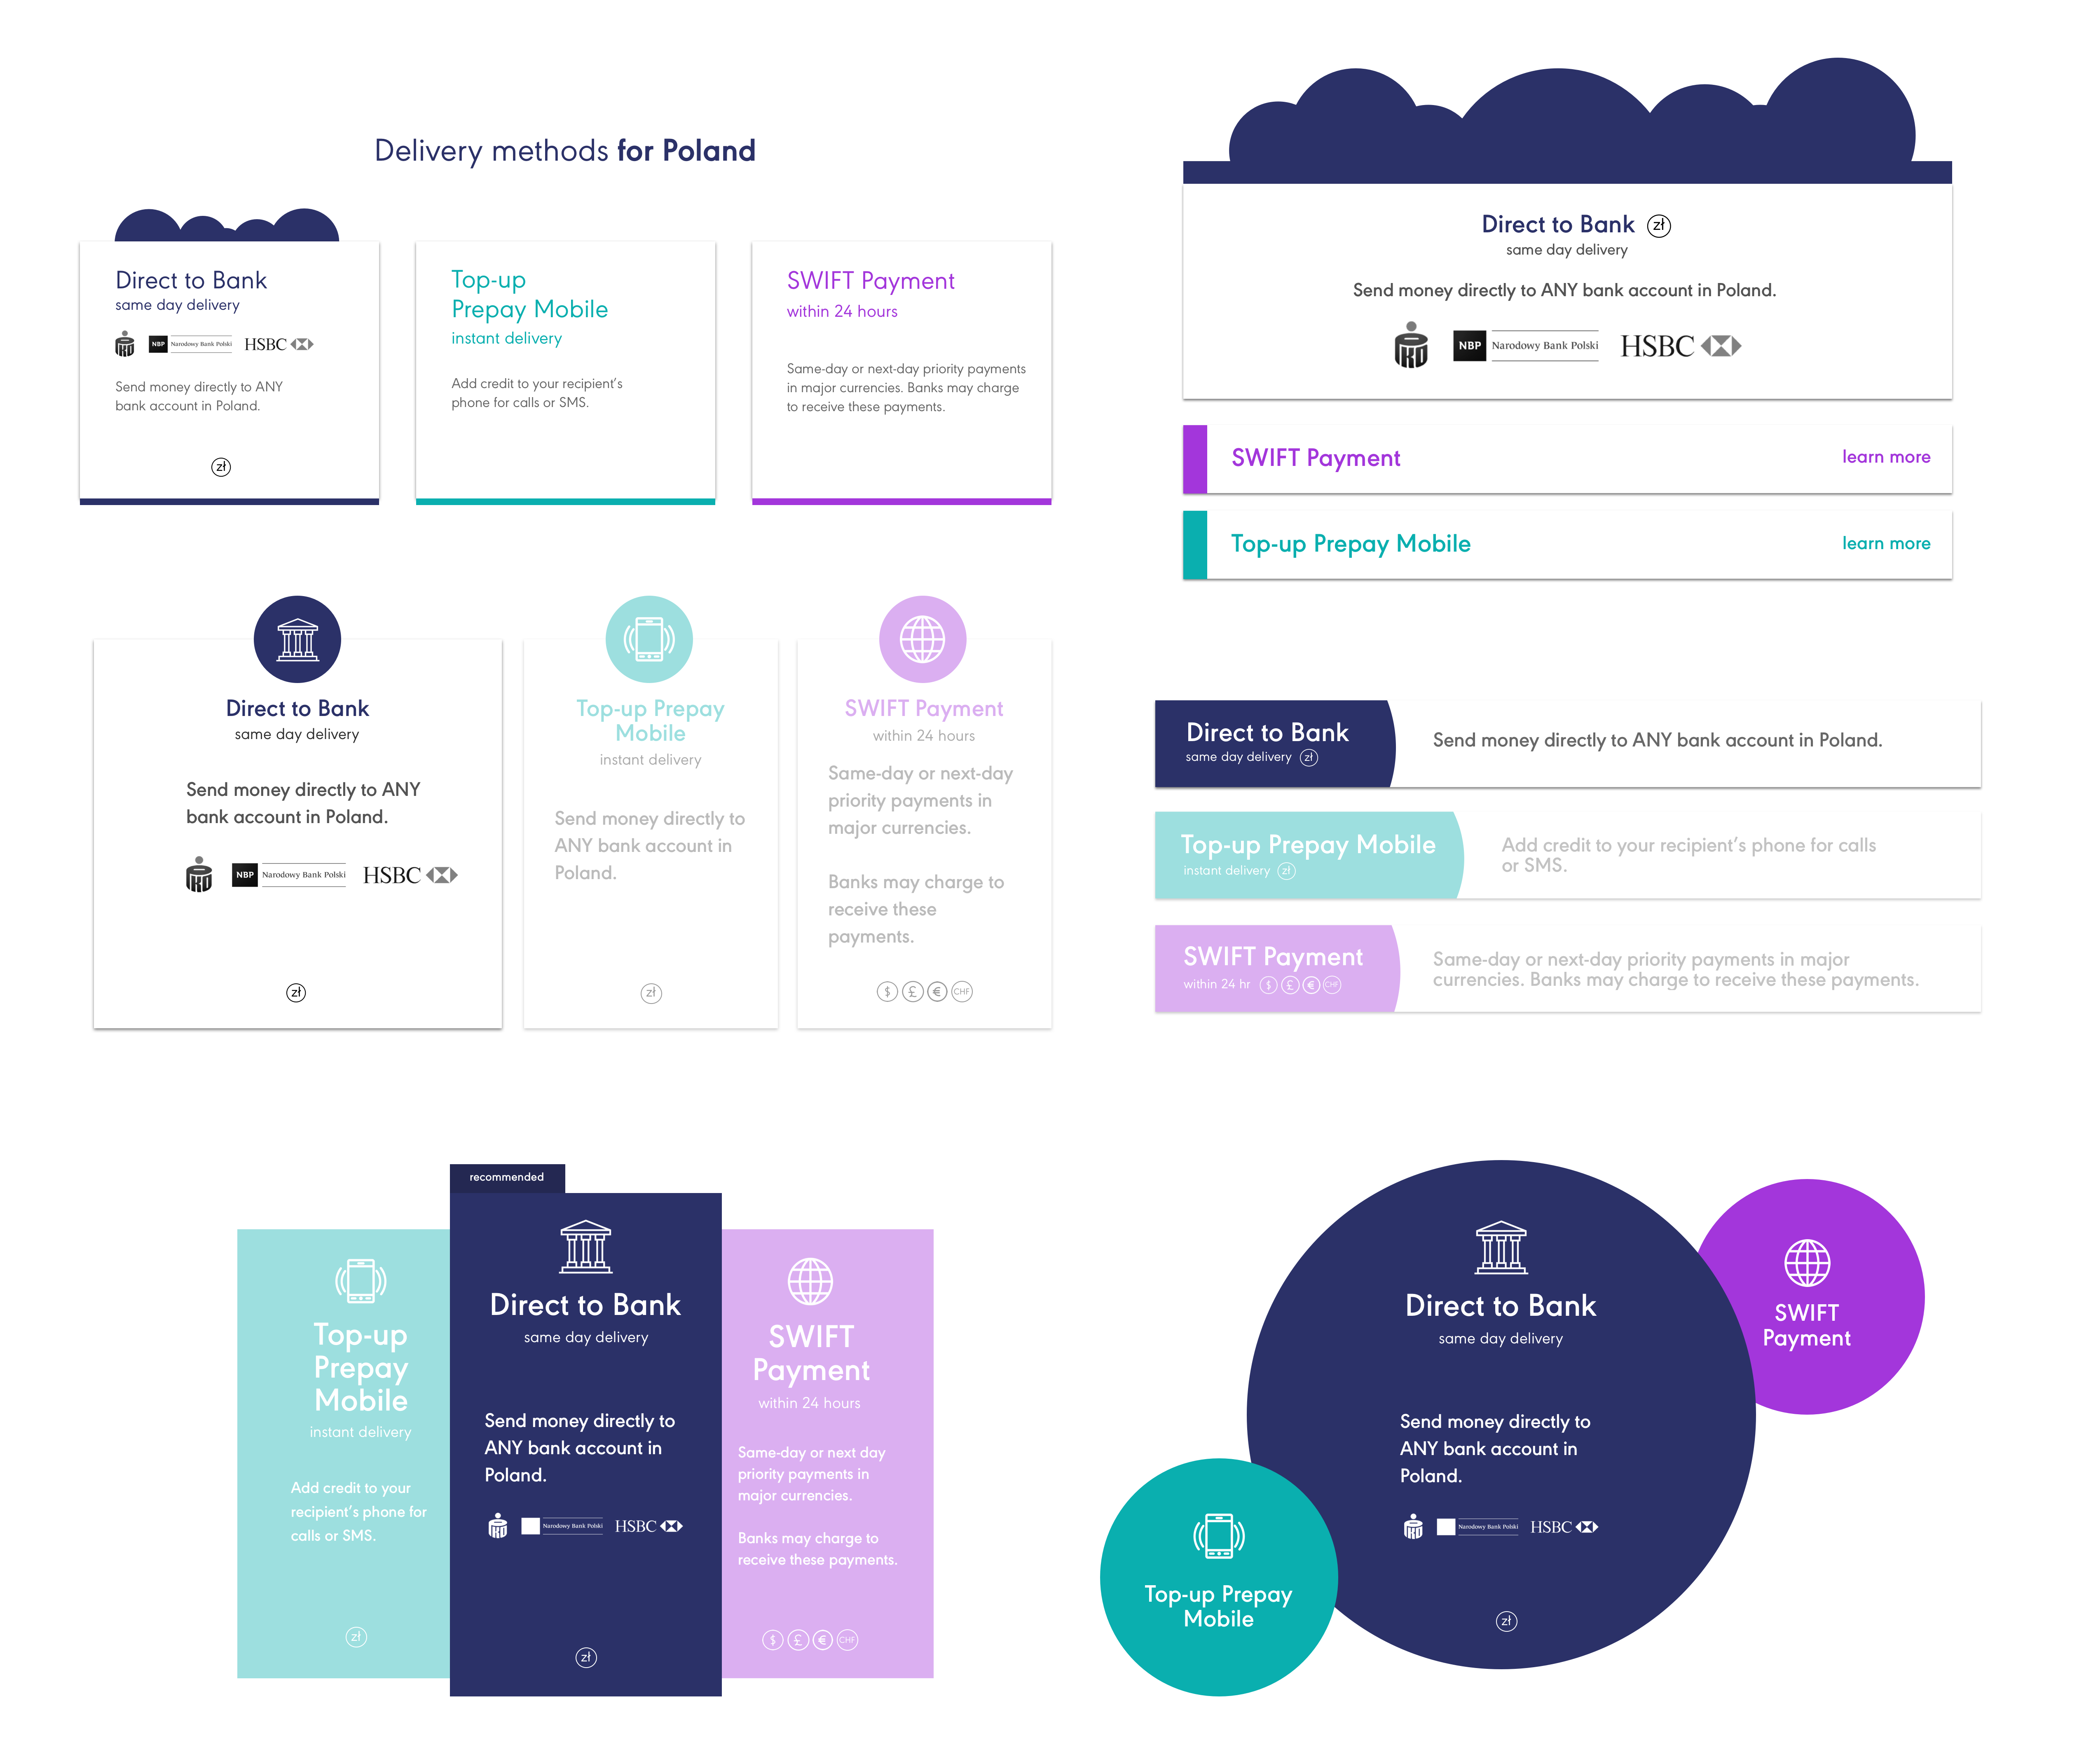 Delivery methods for Poland
Direct to Bank
same day delivery
PKO
NBP Narodowy Bank Polski
HSBC
Send money directly to ANY
bank account in Poland.
zł
Top-up
Prepay Mobile
instant delivery
Add credit to your recipient’s
phone for calls or SMS.
SWIFT Payment
within 24 hours
Same-day or next-day priority payments
in major currencies. Banks may charge
to receive these payments.
Direct to Bank zł
same day delivery
Send money directly to ANY bank account in Poland.
PKO
NBP Narodowy Bank Polski
HSBC
SWIFT Payment
learn more
Top-up Prepay Mobile
learn more
Direct to Bank
same day delivery
Send money directly to ANY
bank account in Poland.
PKO
NBP Narodowy Bank Polski
HSBC
zł
Top-up Prepay
Mobile
instant delivery
Send money directly to
ANY bank account in
Poland.
zł
SWIFT Payment
within 24 hours
Same-day or next-day
priority payments in
major currencies.
Banks may charge to
receive these
payments.
$ £ € CHF
Direct to Bank
same day delivery zł
Send money directly to ANY bank account in Poland.
Top-up Prepay Mobile
instant delivery zł
Add credit to your recipient’s phone for calls
or SMS.
SWIFT Payment
within 24 hr $ £ € CHF
Same-day or next-day priority payments in major
currencies. Banks may charge to receive these payments.
Top-up
Prepay
Mobile
instant delivery
Add credit to your
recipient’s phone for
calls or SMS.
zł
recommended
Direct to Bank
same day delivery
Send money directly to
ANY bank account in
Poland.
PKO
Narodowy Bank Polski
HSBC
zł
SWIFT
Payment
within 24 hours
Same-day or next day
priority payments in
major currencies.
Banks may charge to
receive these payments.
$ £ € CHF
Direct to Bank
same day delivery
Send money directly to
ANY bank account in
Poland.
PKO
Narodowy Bank Polski
HSBC
zł
SWIFT
Payment
Top-up Prepay
Mobile